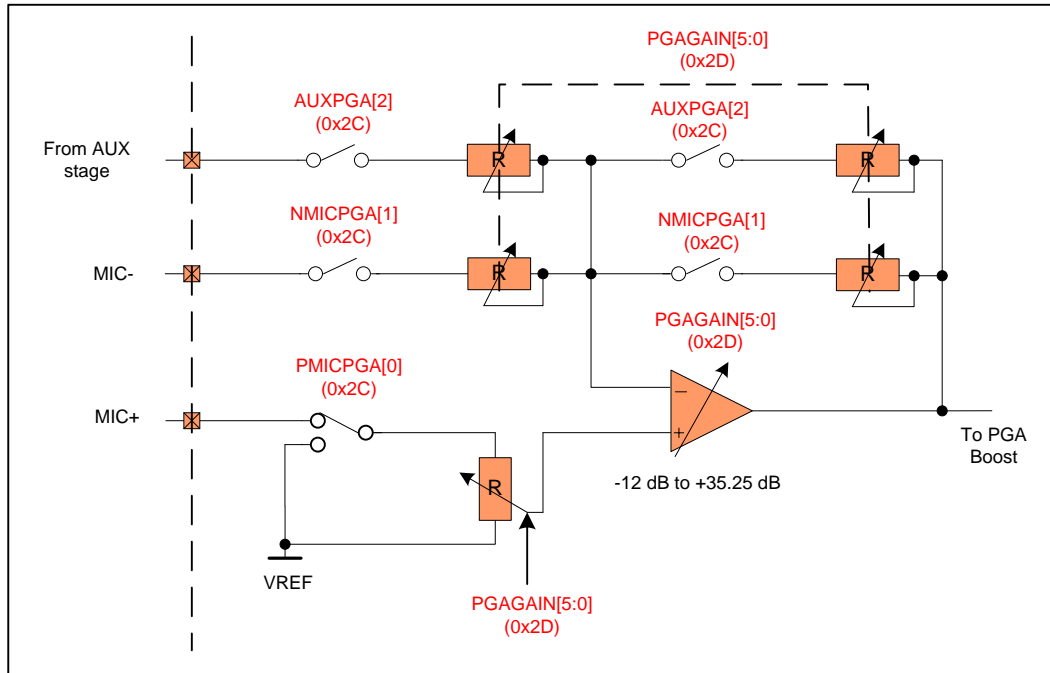 PGAGAIN[5:0]
(0x2D)
AUXPGA[2]
(0x2C)
AUXPGA[2]
(0x2C)
From AUX
stage
R
R
NMICPGA[1]
(0x2C)
NMICPGA[1]
(0x2C)
MIC-
R
R
PGAGAIN[5:0]
(0x2D)
PMICPGA[0]
(0x2C)
MIC+
−
+
To PGA
Boost
R
-12 dB to +35.25 dB
VREF
PGAGAIN[5:0]
(0x2D)